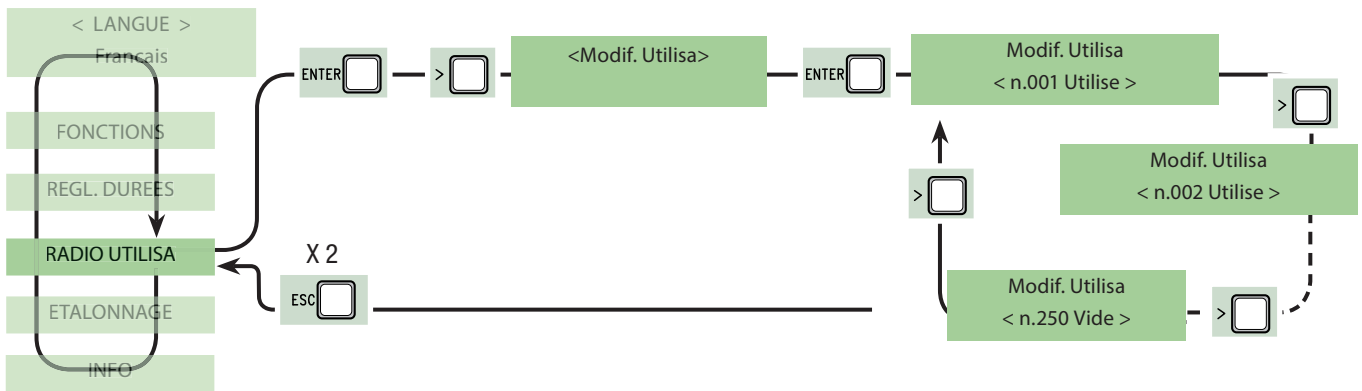 < LANGUE >
Francais
FONCTIONS
REGL. DUREES
RADIO UTILISA
ETALONNAGE
INFO
ENTER
>
<Modif. Utilisa>
ENTER
Modif. Utilisa
< n.001 Utilise >
>
Modif. Utilisa
< n.002 Utilise >
>
Modif. Utilisa
< n.250 Vide >
>
X 2
ESC